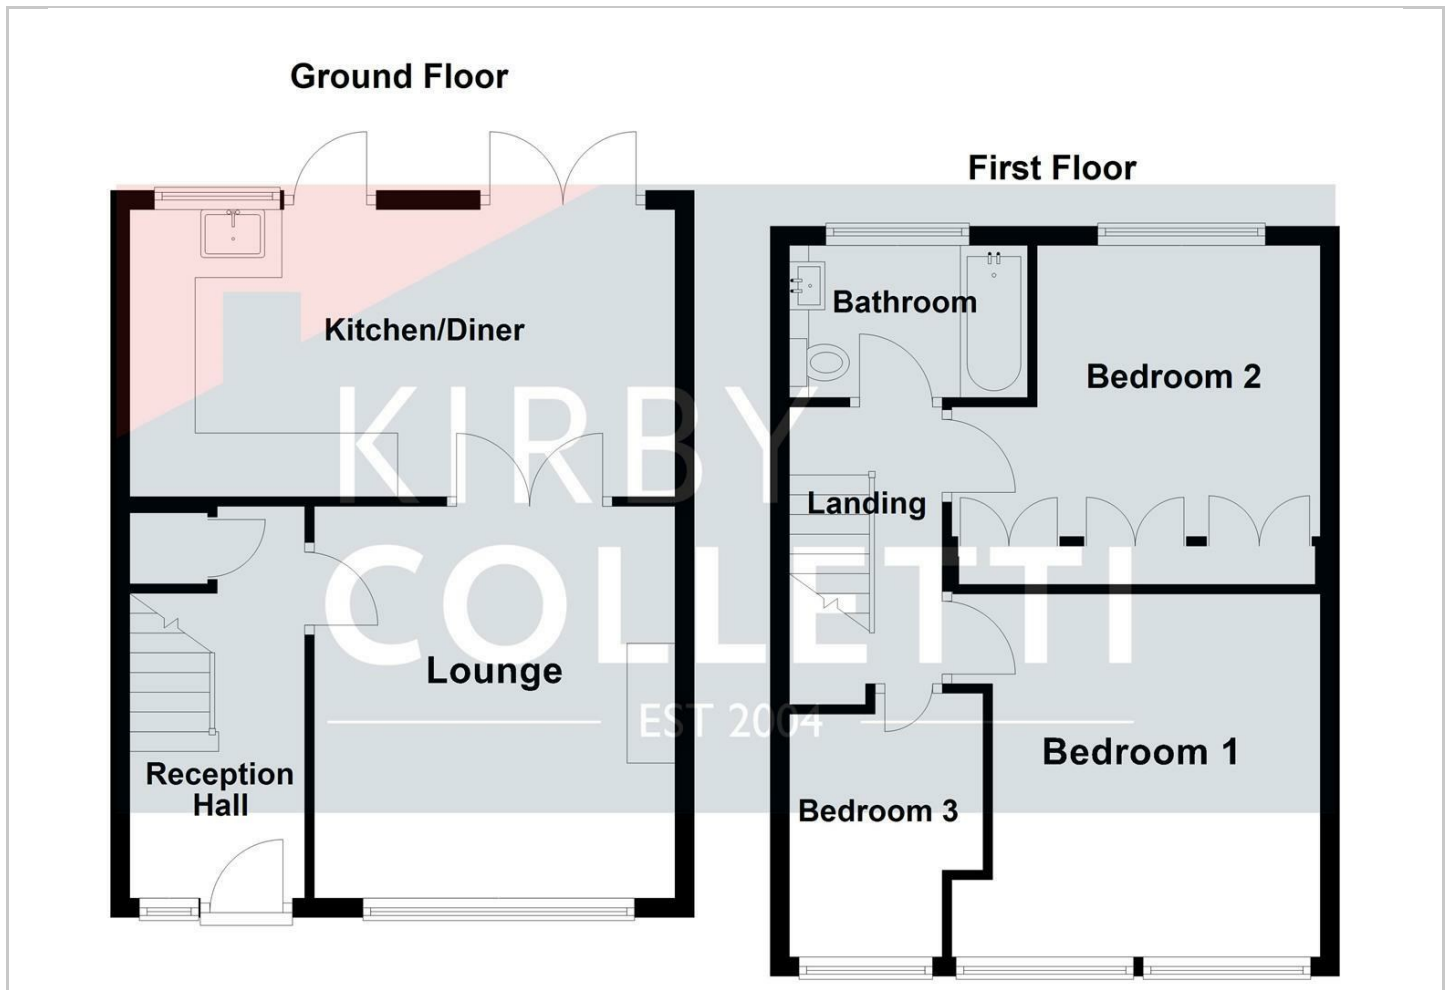 Ground Floor
First Floor
Kitchen/Diner
Bathroom
Bedroom 2
KIRBY
Landing
COLLETTI
Lounge
EST 2004
Bedroom 1
Reception
Hall
Bedroom 3